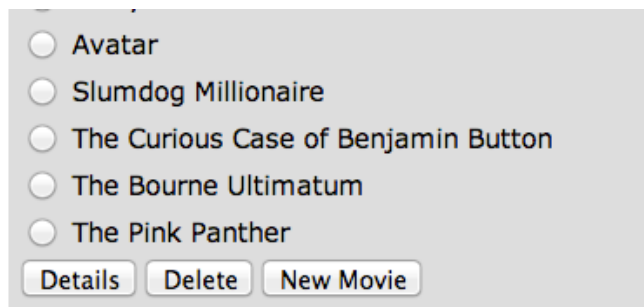 Avatar
Slumdog Millionaire
The Curious Case of Benjamin Button
The Bourne Ultimatum
The Pink Panther
Details Delete New Movie